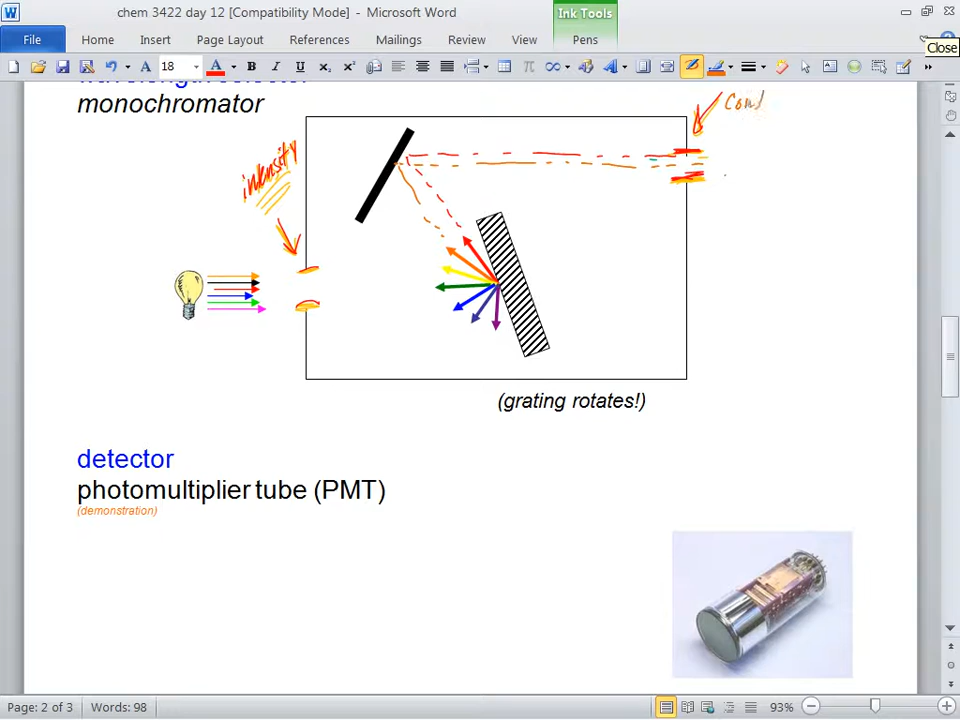 chem 3422 day 12 [Compatibility Mode] - Microsoft Word
Ink Tools
File Home Insert Page Layout References Mailings Review View Pens
Close
18
monochromator
Cons
intensity
(grating rotates!)
detector
photomultiplier tube (PMT)
(demonstration)
Page: 2 of 3 Words: 98 93%